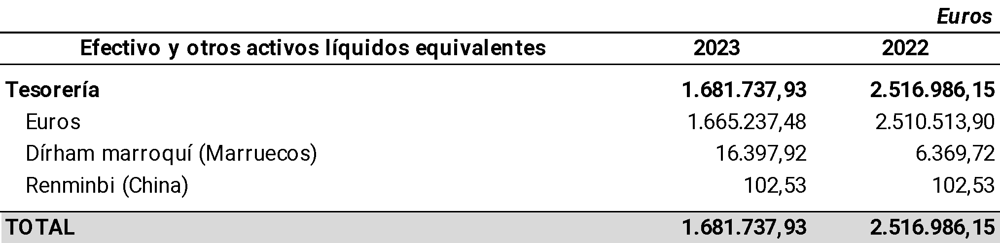 Euros
Efectivo y otros activos líquidos equivalentes 2023 2022
Tesorería 1.681.737,93 2.516.986,15
Euros 1.665.237,48 2.510.513,90
Dírham marroquí (Marruecos) 16.397,92 6.369,72
Renminbi (China) 102,53 102,53
TOTAL 1.681.737,93 2.516.986,15